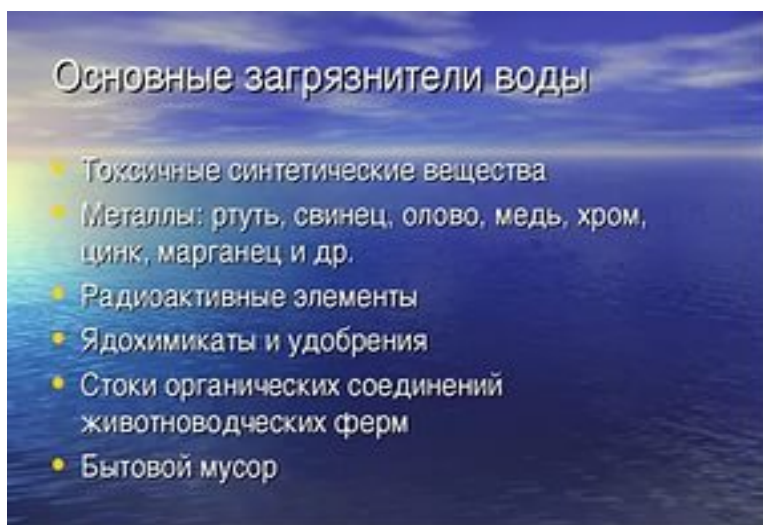 Основные загрязнители воды
Токсичные синтетические вещества
Металлы: ртуть, свинец, олово, медь, хром,
цинк, марганец и др.
Радиоактивные элементы
Ядохимикаты и удобрения
Стоки органических соединений
животноводческих ферм
Бытовой мусор